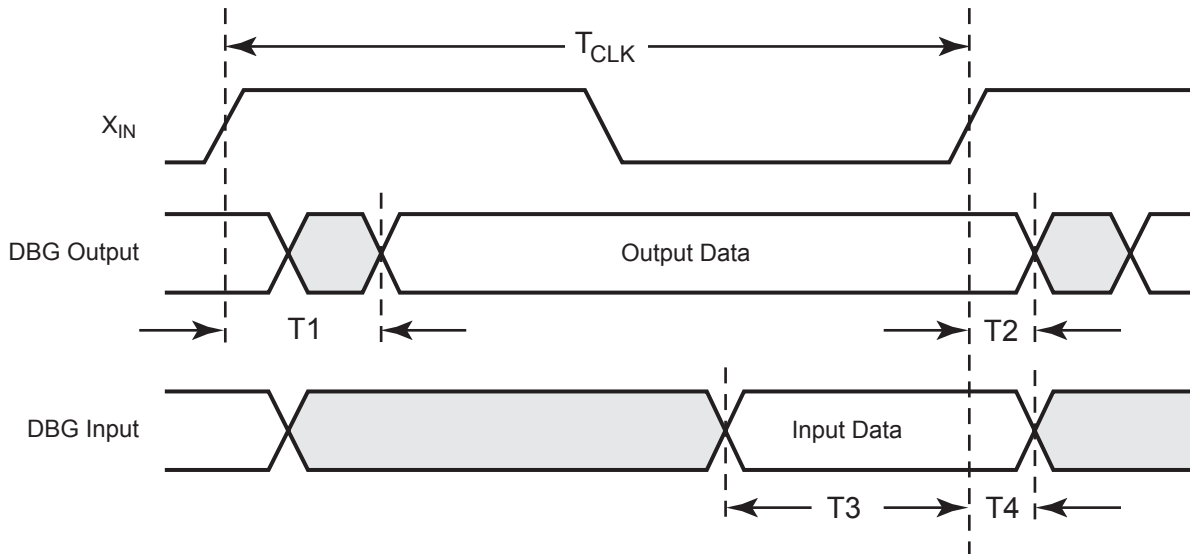 TCLK
XIN
DBG Output
Output Data
T1
T2
DBG Input
Input Data
T3
T4